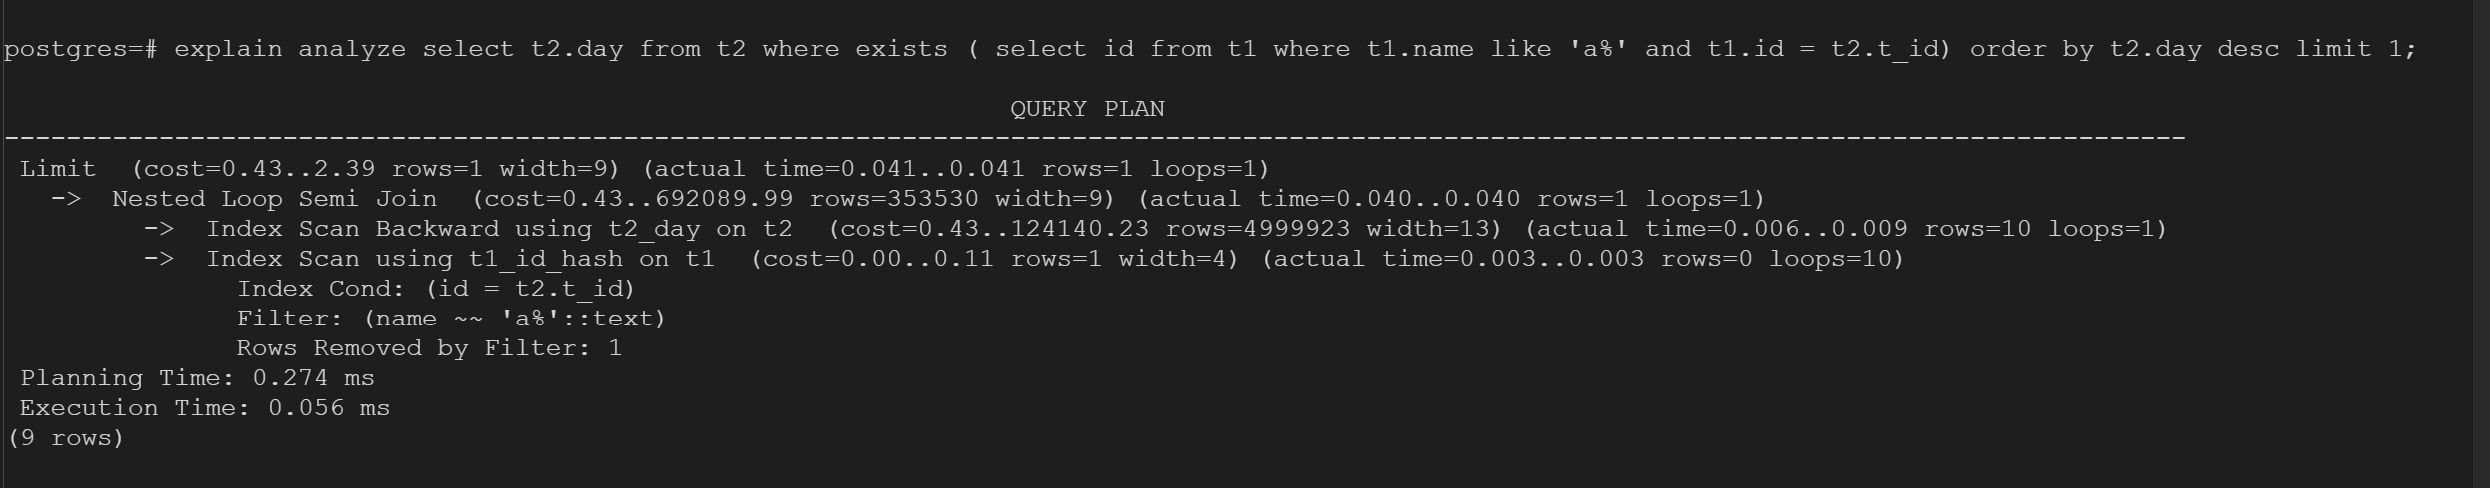 postgres=# explain analyze select t2.day from t2 where exists ( select id from t1 where t1.name like 'a%' and t1.id = t2.t_id) order by t2.day desc limit 1;
QUERY PLAN
--------------------------------------------------------------------------------------------------------------------------------------------
Limit  (cost=0.43..2.39 rows=1 width=9) (actual time=0.041..0.041 rows=1 loops=1)
->  Nested Loop Semi Join  (cost=0.43..692089.99 rows=353530 width=9) (actual time=0.040..0.040 rows=1 loops=1)
->  Index Scan Backward using t2_day on t2  (cost=0.43..124140.23 rows=4999923 width=13) (actual time=0.006..0.009 rows=10 loops=1)
->  Index Scan using t1_id_hash on t1  (cost=0.00..0.11 rows=1 width=4) (actual time=0.003..0.003 rows=0 loops=10)
Index Cond: (id = t2.t_id)
Filter: (name ~~ 'a%'::text)
Rows Removed by Filter: 1
Planning Time: 0.274 ms
Execution Time: 0.056 ms
(9 rows)